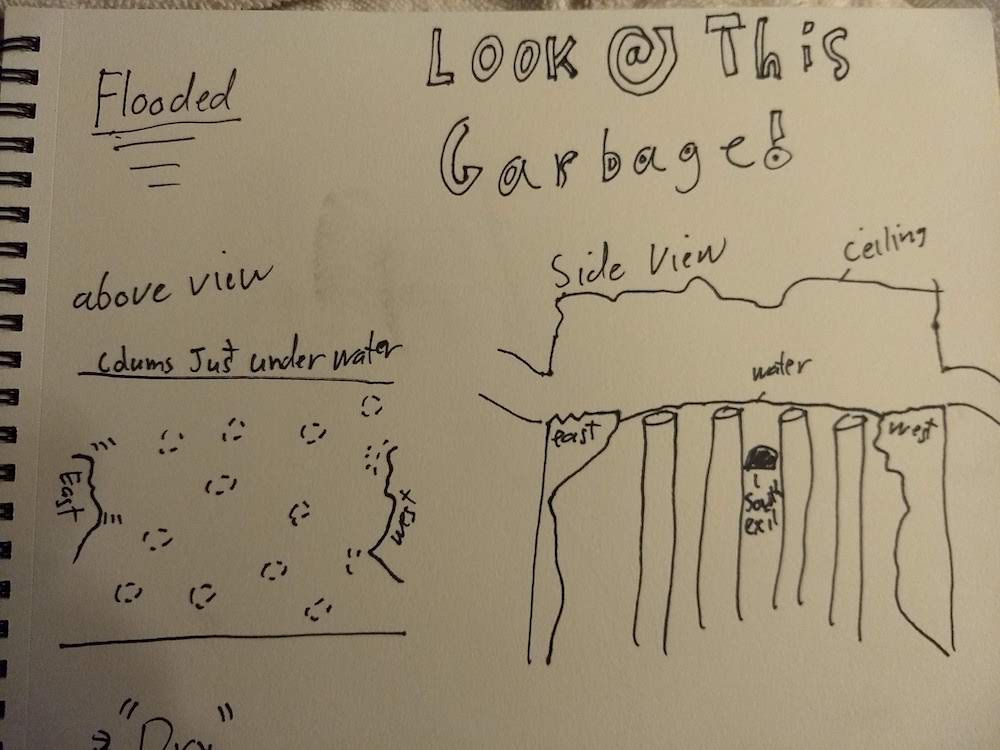 Flooded
Look @ This
Garbage!
above view
Colums Just under water
East
west
Side View
ceiling
water
east
west
South
exit
"Dry"